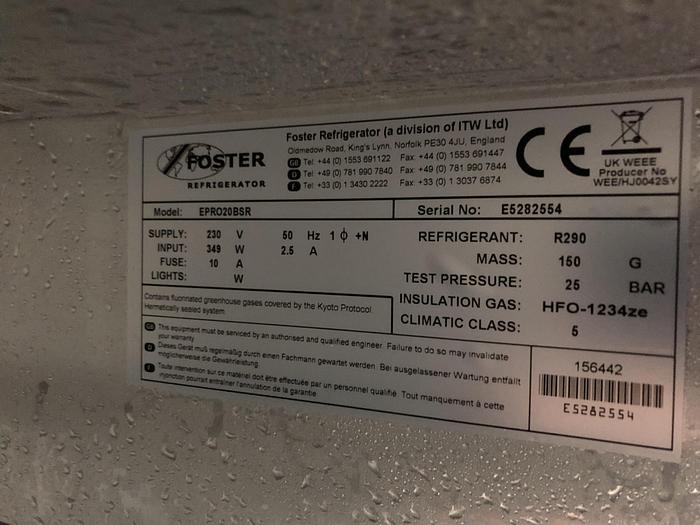 FOSTER
REFRIGERATOR
Foster Refrigerator (a division of ITW Ltd)
Oldmedow Road, King's Lynn. Norfolk PE30 4JU, England
GB Tel: +44 (0) 1553 691122 Fax: +44 (0) 1553 691447
D Tel: +49 (0) 781 990 7840 Fax: +49 (0) 781 990 7844
F Tel: +33 (0) 1 3430 2222 Fax: +33 (0) 1 3037 6874
CE
UK WEEE
Producer No
WEE/HJ0042SY
Model: EPRO20BSR
Serial No: E5282554
SUPPLY: 230 V 50 Hz 1 ϕ +N
INPUT: 349 W 2.5 A
FUSE: 10 A
LIGHTS: W
REFRIGERANT: R290
MASS: 150 G
TEST PRESSURE: 25 BAR
INSULATION GAS: HFO-1234ze
CLIMATIC CLASS: 5
Contains fluorinated greenhouse gases covered by the Kyoto Protocol
Hermetically sealed system
GB This equipment must be serviced by an authorised and qualified engineer. Failure to do so may invalidate
your warranty
D Dieses Gerät muß regelmäßig durch einen Fachmann gewartet werden. Bei ausgelassener Wartung entfällt
möglicherweise die Gewährleistung.
F Toute intervention sur ce matériel doit être effectuée par un personnel qualifié. Tout manquement à cette
injonction pourrait entraîner l'annulation de la garantie
156442
E5282554